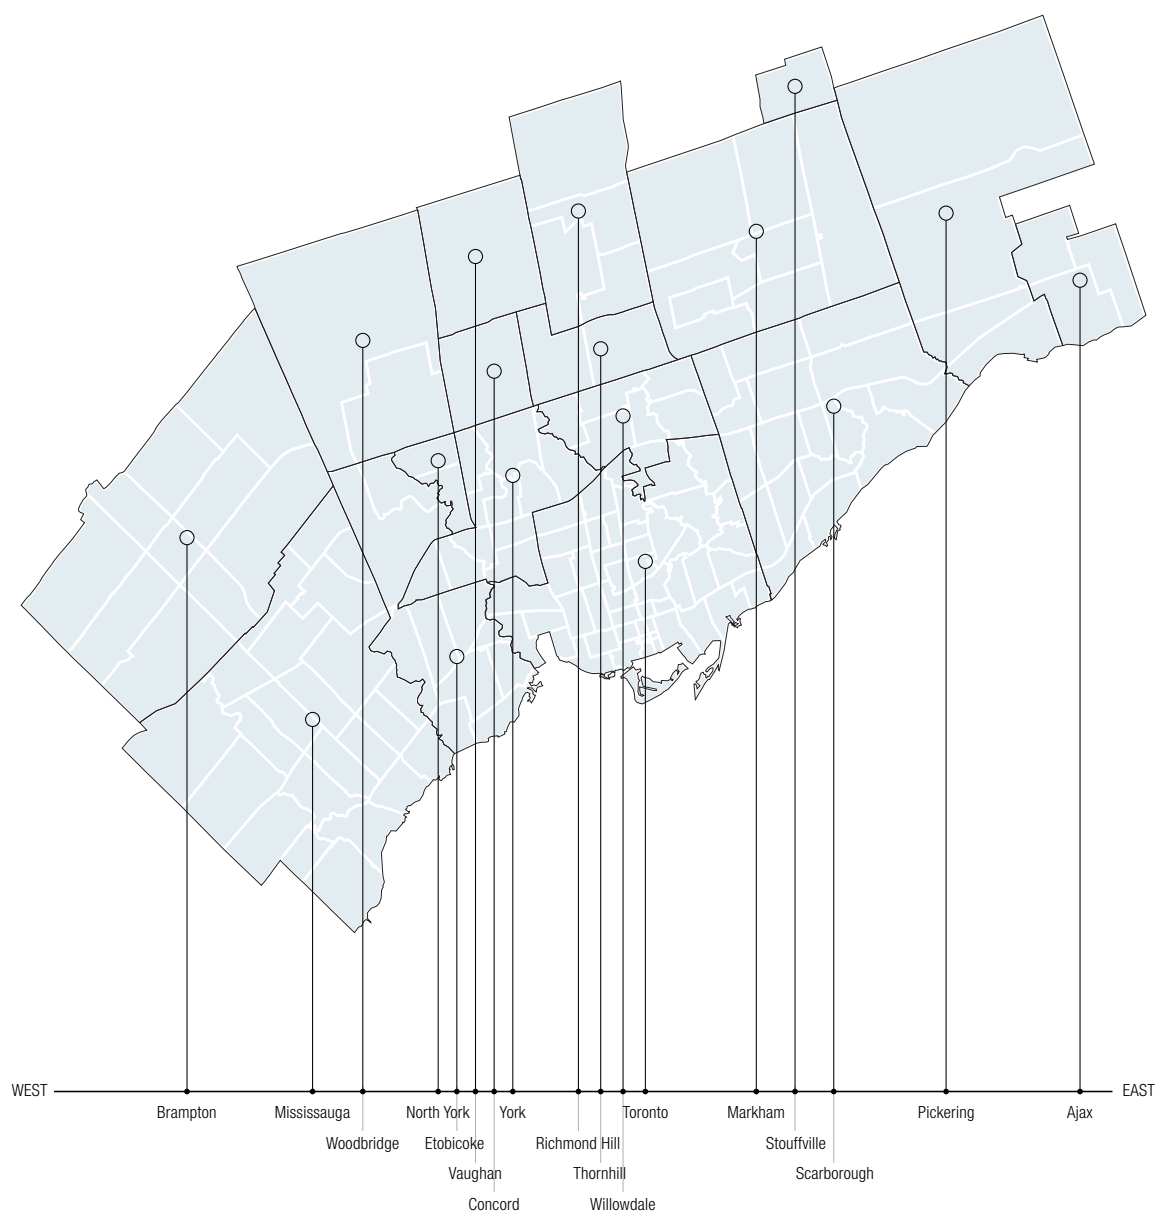 WEST
EAST
Brampton
Mississauga
North York
York
Toronto
Markham
Pickering
Ajax
Woodbridge
Etobicoke
Richmond Hill
Stouffville
Vaughan
Thornhill
Scarborough
Concord
Willowdale